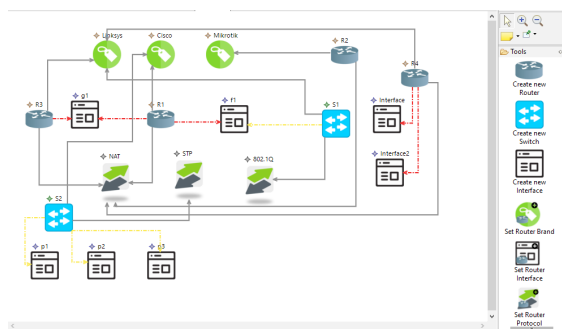 Linksys
Cisco
Mikrotik
R2
R4
R3
g1
R1
f1
S1
Interface
Interface2
NAT
STP
802.1Q
S2
p1
p2
p3
Tools
Create new
Router
Create new
Switch
Create new
Interface
Set Router Brand
Set Router
Interface
Set Router
Protocol